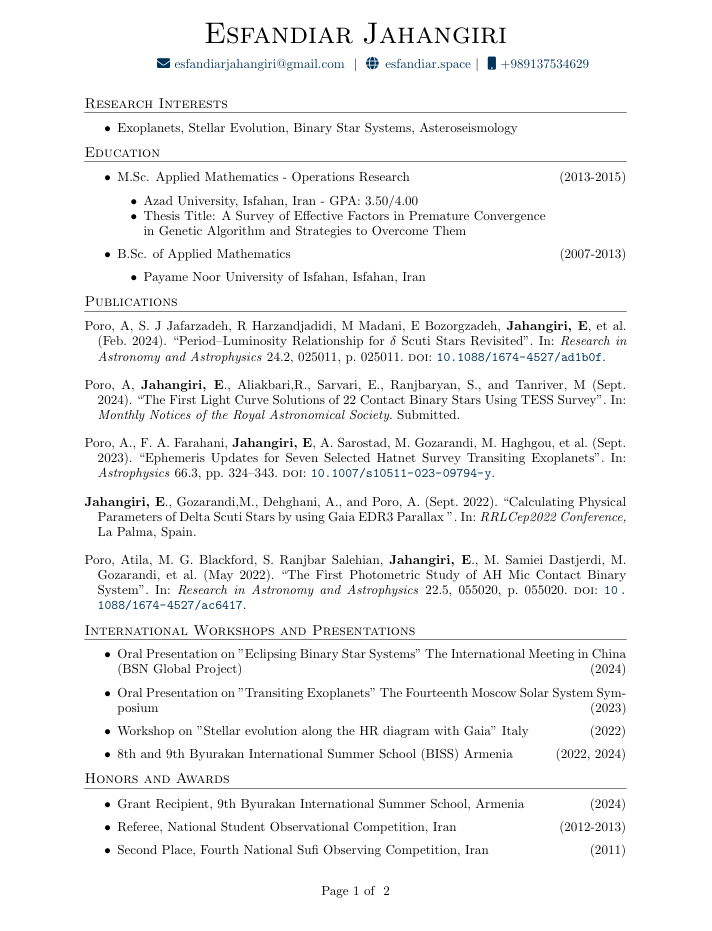 Esfandiar Jahangiri
esfandiarjahangiri@gmail.com | esfandiar.space | +989137534629
Research Interests
• Exoplanets, Stellar Evolution, Binary Star Systems, Asteroseismology
Education
• M.Sc. Applied Mathematics - Operations Research (2013-2015)
• Azad University, Isfahan, Iran - GPA: 3.50/4.00
• Thesis Title: A Survey of Effective Factors in Premature Convergence
in Genetic Algorithm and Strategies to Overcome Them
• B.Sc. of Applied Mathematics (2007-2013)
• Payame Noor University of Isfahan, Isfahan, Iran
Publications
Poro, A, S. J Jafarzadeh, R Harzandjadidi, M Madani, E Bozorgzadeh, Jahangiri, E, et al.
(Feb. 2024). “Period–Luminosity Relationship for δ Scuti Stars Revisited”. In: Research in
Astronomy and Astrophysics 24.2, 025011, p. 025011. DOI: 10.1088/1674-4527/ad1b0f.
Poro, A, Jahangiri, E., Aliakbari,R., Sarvari, E., Ranjbaryan, S., and Tanriver, M (Sept.
2024). “The First Light Curve Solutions of 22 Contact Binary Stars Using TESS Survey”. In:
Monthly Notices of the Royal Astronomical Society. Submitted.
Poro, A., F. A. Farahani, Jahangiri, E, A. Sarostad, M. Gozarandi, M. Haghgou, et al. (Sept.
2023). “Ephemeris Updates for Seven Selected Hatnet Survey Transiting Exoplanets”. In:
Astrophysics 66.3, pp. 324–343. DOI: 10.1007/s10511-023-09794-y.
Jahangiri, E., Gozarandi,M., Dehghani, A., and Poro, A. (Sept. 2022). “Calculating Physical
Parameters of Delta Scuti Stars by using Gaia EDR3 Parallax ”. In: RRLCep2022 Conference,
La Palma, Spain.
Poro, Atila, M. G. Blackford, S. Ranjbar Salehian, Jahangiri, E., M. Samiei Dastjerdi, M.
Gozarandi, et al. (May 2022). “The First Photometric Study of AH Mic Contact Binary
System”. In: Research in Astronomy and Astrophysics 22.5, 055020, p. 055020. DOI: 10.
1088/1674-4527/ac6417.
International Workshops and Presentations
• Oral Presentation on ”Eclipsing Binary Star Systems” The International Meeting in China
(BSN Global Project) (2024)
• Oral Presentation on ”Transiting Exoplanets” The Fourteenth Moscow Solar System Sym-
posium (2023)
• Workshop on ”Stellar evolution along the HR diagram with Gaia” Italy (2022)
• 8th and 9th Byurakan International Summer School (BISS) Armenia (2022, 2024)
Honors and Awards
• Grant Recipient, 9th Byurakan International Summer School, Armenia (2024)
• Referee, National Student Observational Competition, Iran (2012-2013)
• Second Place, Fourth National Sufi Observing Competition, Iran (2011)
Page 1 of 2